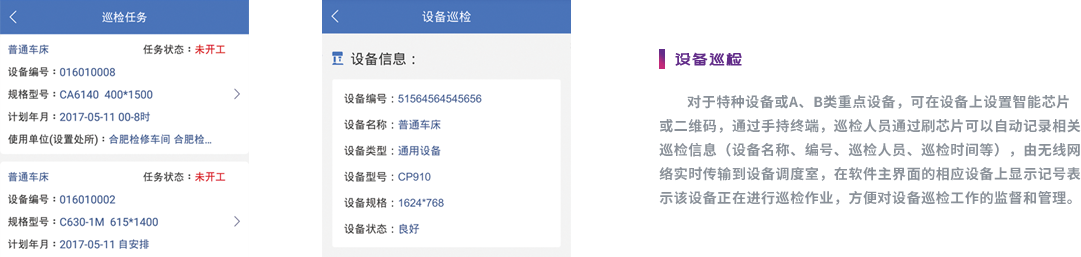 巡检任务
普通车床 任务状态：未开工
设备编号：016010008
规格型号：CA6140 400*1500
计划年月：2017-05-11 00-8时
使用单位(设置处所)：合肥检修车间 合肥检...
普通车床 任务状态：未开工
设备编号：016010002
规格型号：C630-1M 615*1400
计划年月：2017-05-11 自安排
设备巡检
设备信息：
设备编号：51564564545656
设备名称：普通车床
设备类型：通用设备
设备型号：CP910
设备规格：1624*768
设备状态：良好
设备巡检
对于特种设备或A、B类重点设备，可在设备上设置智能芯片
或二维码，通过手持终端，巡检人员通过刷芯片可以自动记录相关
巡检信息（设备名称、编号、巡检人员、巡检时间等），由无线网
络实时传输到设备调度室，在软件主界面的相应设备上显示记号表
示该设备正在进行巡检作业，方便对设备巡检工作的监督和管理。